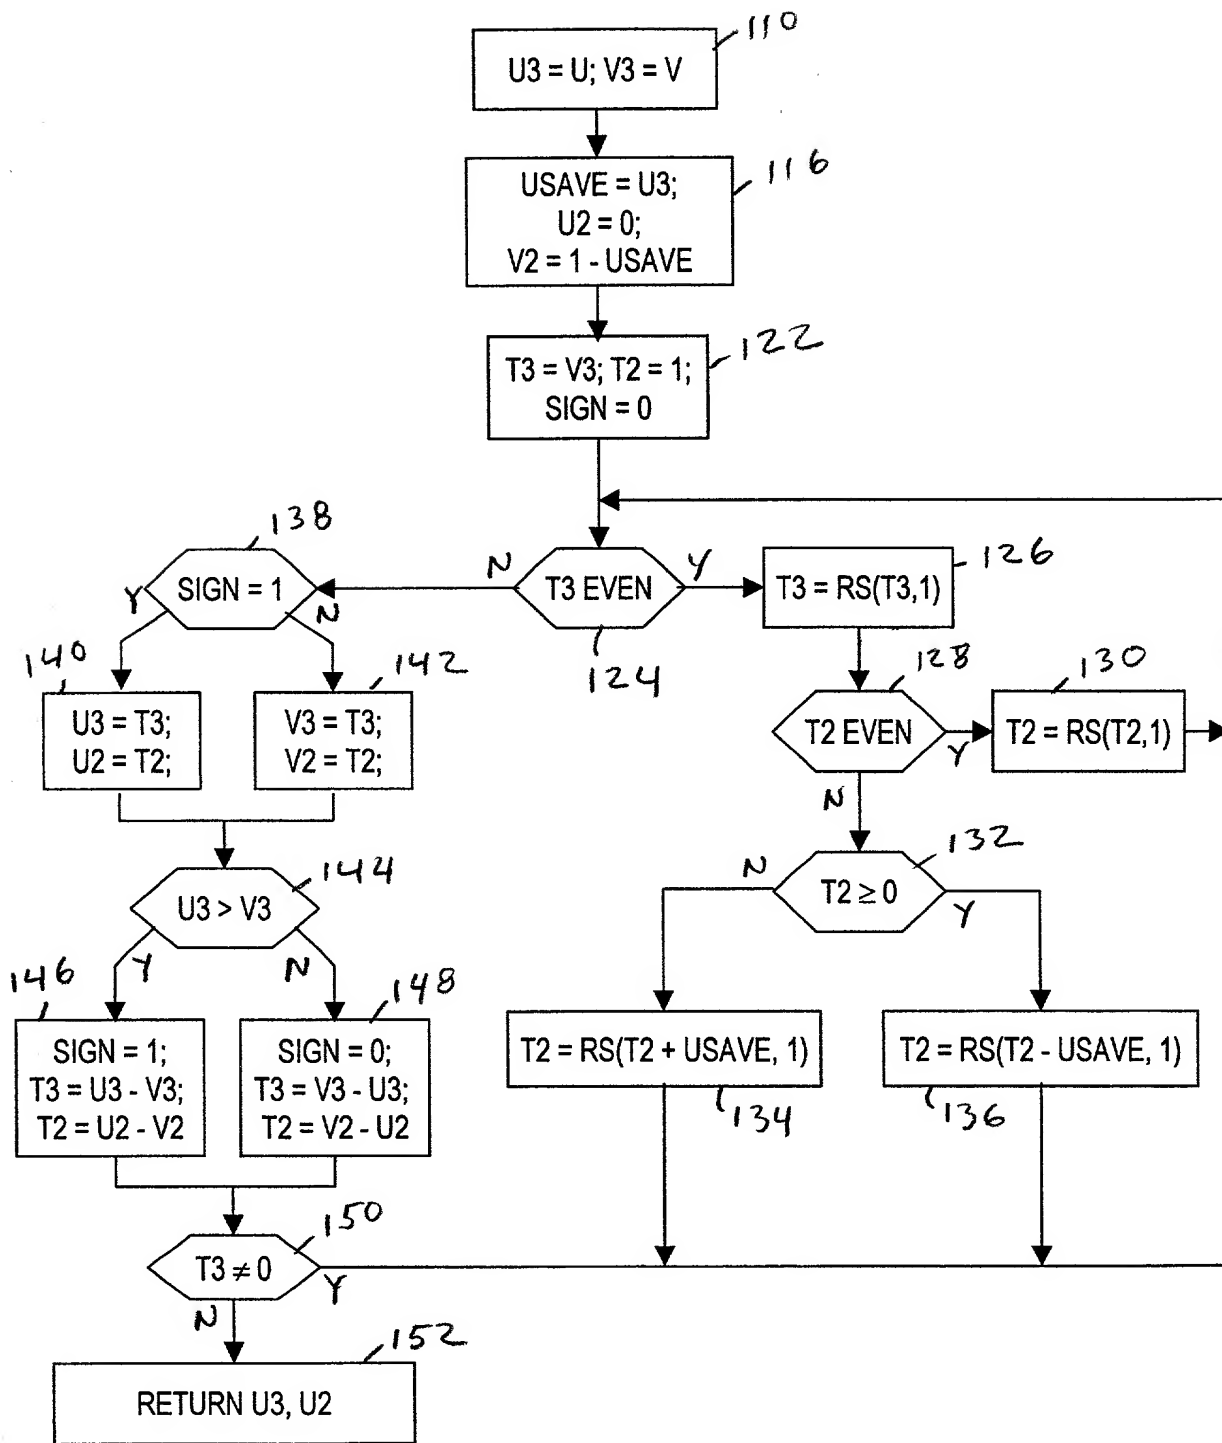 110
U3 = U; V3 = V
116
USAVE = U3;
U2 = 0;
V2 = 1 - USAVE
122
T3 = V3; T2 = 1;
SIGN = 0
138
SIGN = 1
Y
N
N
T3 EVEN
Y
124
126
T3 = RS(T3,1)
140
U3 = T3;
U2 = T2;
142
V3 = T3;
V2 = T2;
128
T2 EVEN
Y
N
130
T2 = RS(T2,1)
144
U3 > V3
Y
N
132
N
T2 ≥ 0
Y
146
SIGN = 1;
T3 = U3 - V3;
T2 = U2 - V2
148
SIGN = 0;
T3 = V3 - U3;
T2 = V2 - U2
T2 = RS(T2 + USAVE, 1)
134
T2 = RS(T2 - USAVE, 1)
136
150
T3 ≠ 0
Y
N
152
RETURN U3, U2